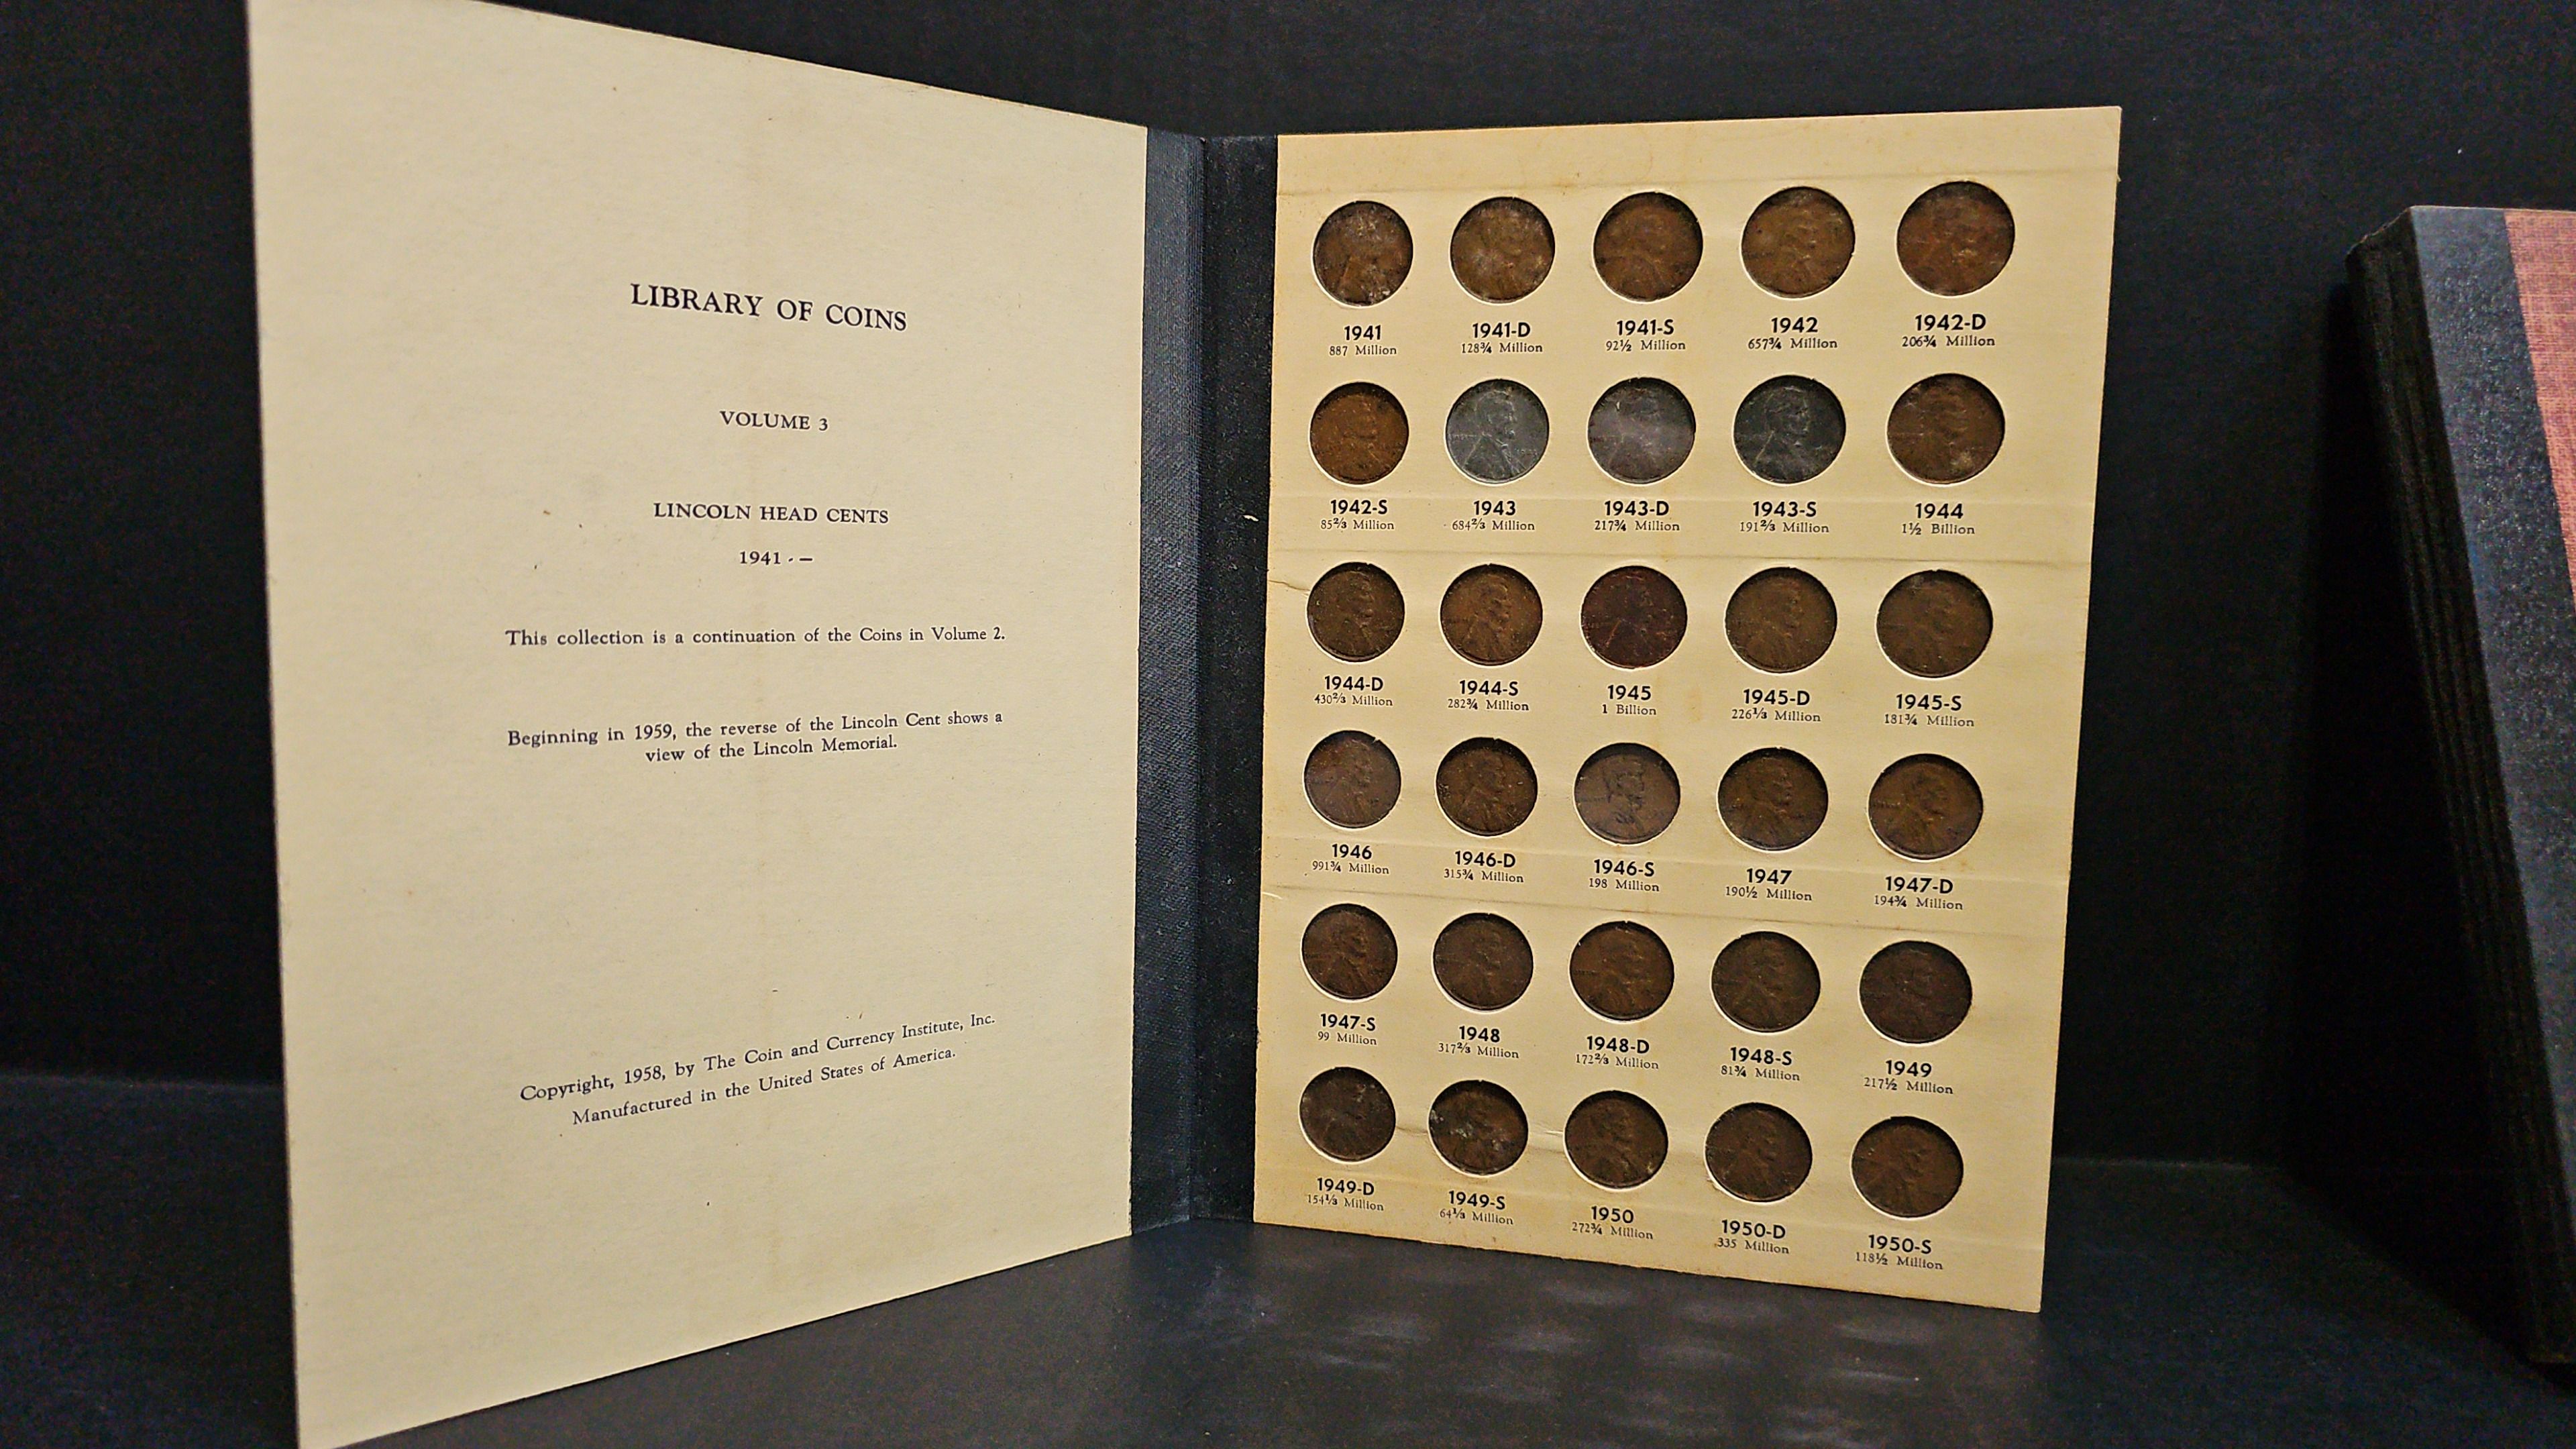 LIBRARY OF COINS
VOLUME 3
LINCOLN HEAD CENTS
1941 - —
This collection is a continuation of the Coins in Volume 2.
Beginning in 1959, the reverse of the Lincoln Cent shows a
view of the Lincoln Memorial.
Copyright, 1958, by The Coin and Currency Institute, Inc.
Manufactured in the United States of America.
1941 1941-D 1941-S 1942 1942-D
887 Million 128¾ Million 92½ Million 657¾ Million 206¾ Million
1942-S 1943 1943-D 1943-S 1944
85⅔ Million 684⅔ Million 217¾ Million 191⅔ Million 1½ Billion
1944-D 1944-S 1945 1945-D 1945-S
430⅔ Million 282¾ Million 1 Billion 226⅓ Million 181¾ Million
1946 1946-D 1946-S 1947 1947-D
991¾ Million 315¾ Million 198 Million 190½ Million 194¾ Million
1947-S 1948 1948-D 1948-S 1949
99 Million 317⅔ Million 172⅔ Million 81¾ Million 217½ Million
1949-D 1949-S 1950 1950-D 1950-S
154⅓ Million 64⅓ Million 272¾ Million 335 Million 118½ Million